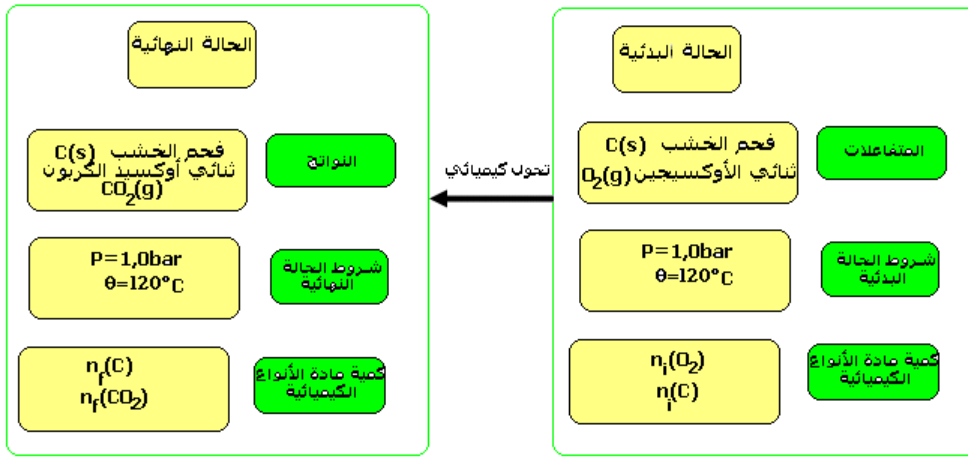 الحالة البدئية
المتفاعلات
فحم الخشب C(s)
ثنائي الأوكسيجين O2(g)
شروط الحالة
البدئية
P=1,0bar
θ=120°C
كمية مادة الأنواع
الكيميائية
ni(O2)
ni(C)
تحول كيميائي
الحالة النهائية
النواتج
فحم الخشب C(s)
ثنائي أوكسيد الكربون
CO2(g)
شروط الحالة
النهائية
P=1,0bar
θ=120°C
كمية مادة الأنواع
الكيميائية
nf(C)
nf(CO2)